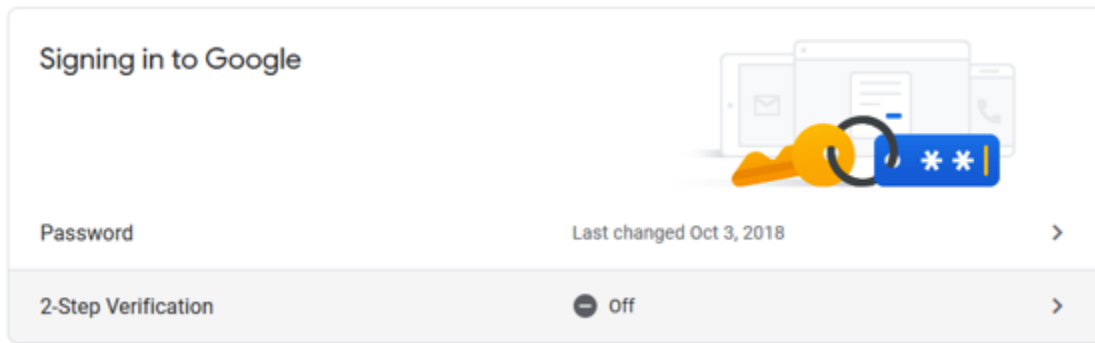 Signing in to Google
**
Password Last changed Oct 3, 2018
2-Step Verification Off